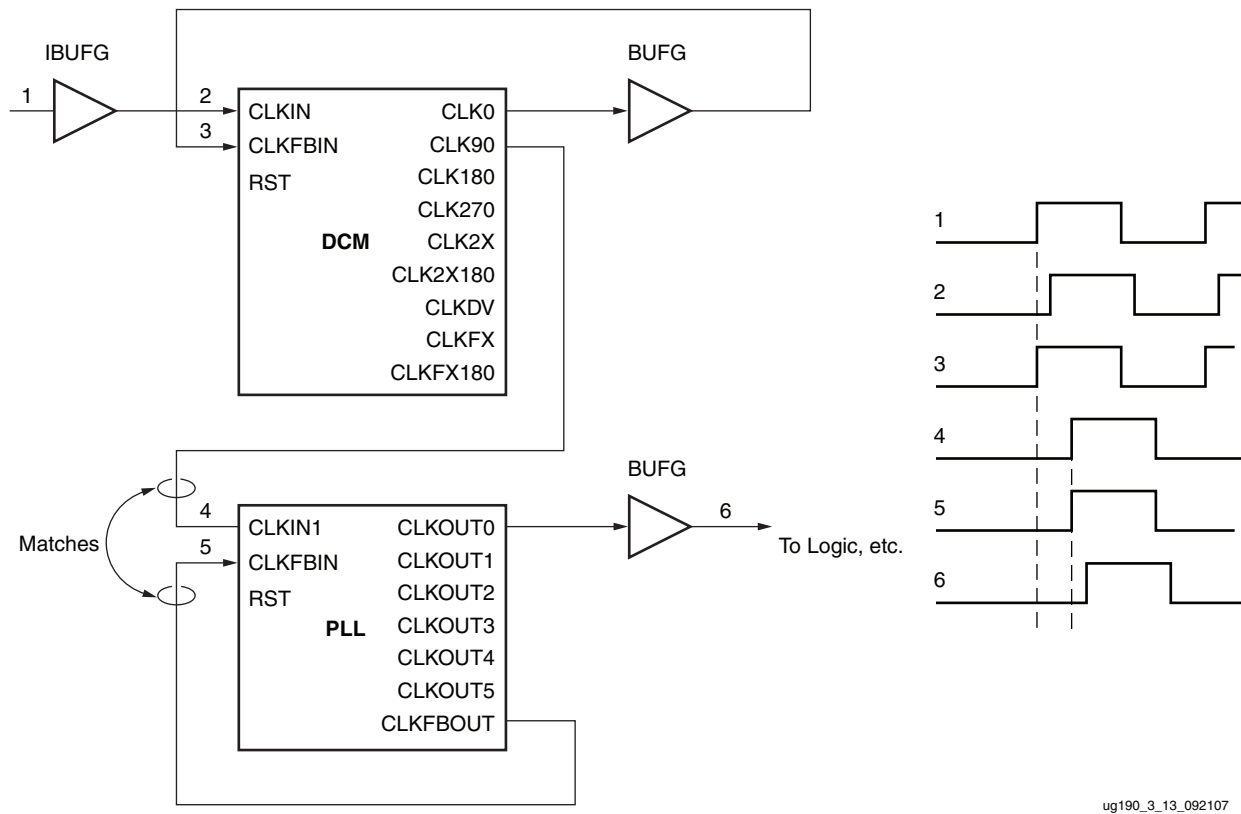 IBUFG
BUFG
1
2
CLKIN
CLK0
3
CLKFBIN
CLK90
RST
CLK180
CLK270
DCM
CLK2X
CLK2X180
CLKDV
CLKFX
CLKFX180
BUFG
Matches
4
CLKIN1
CLKOUT0
6
To Logic, etc.
5
CLKFBIN
CLKOUT1
RST
CLKOUT2
PLL
CLKOUT3
CLKOUT4
CLKOUT5
CLKFBOUT
1
2
3
4
5
6
ug190_3_13_092107